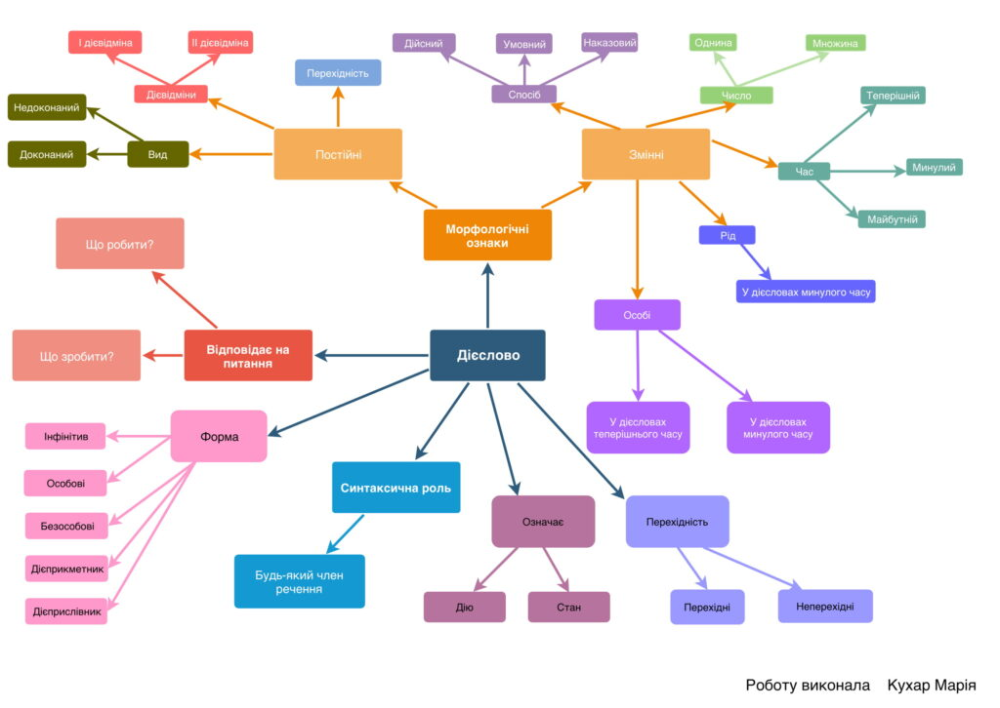 І дієвідміна
ІІ дієвідміна
Дійсний
Умовний
Наказовий
Однина
Множина
Перехідність
Дієвідміни
Спосіб
Число
Теперішній
Недоконаний
Доконаний
Вид
Постійні
Змінні
Час
Минулий
Майбутній
Морфологічні
ознаки
Рід
Що робити?
У дієсловах минулого часу
Особі
Що зробити?
Відповідає на
питання
Дієслово
У дієсловах
теперішнього часу
У дієсловах
минулого часу
Інфінітив
Форма
Особові
Синтаксична роль
Безособові
Означає
Перехідність
Дієприкметник
Будь-який член
речення
Дієприслівник
Дію
Стан
Перехідні
Неперехідні
Роботу виконала Кухар Марія